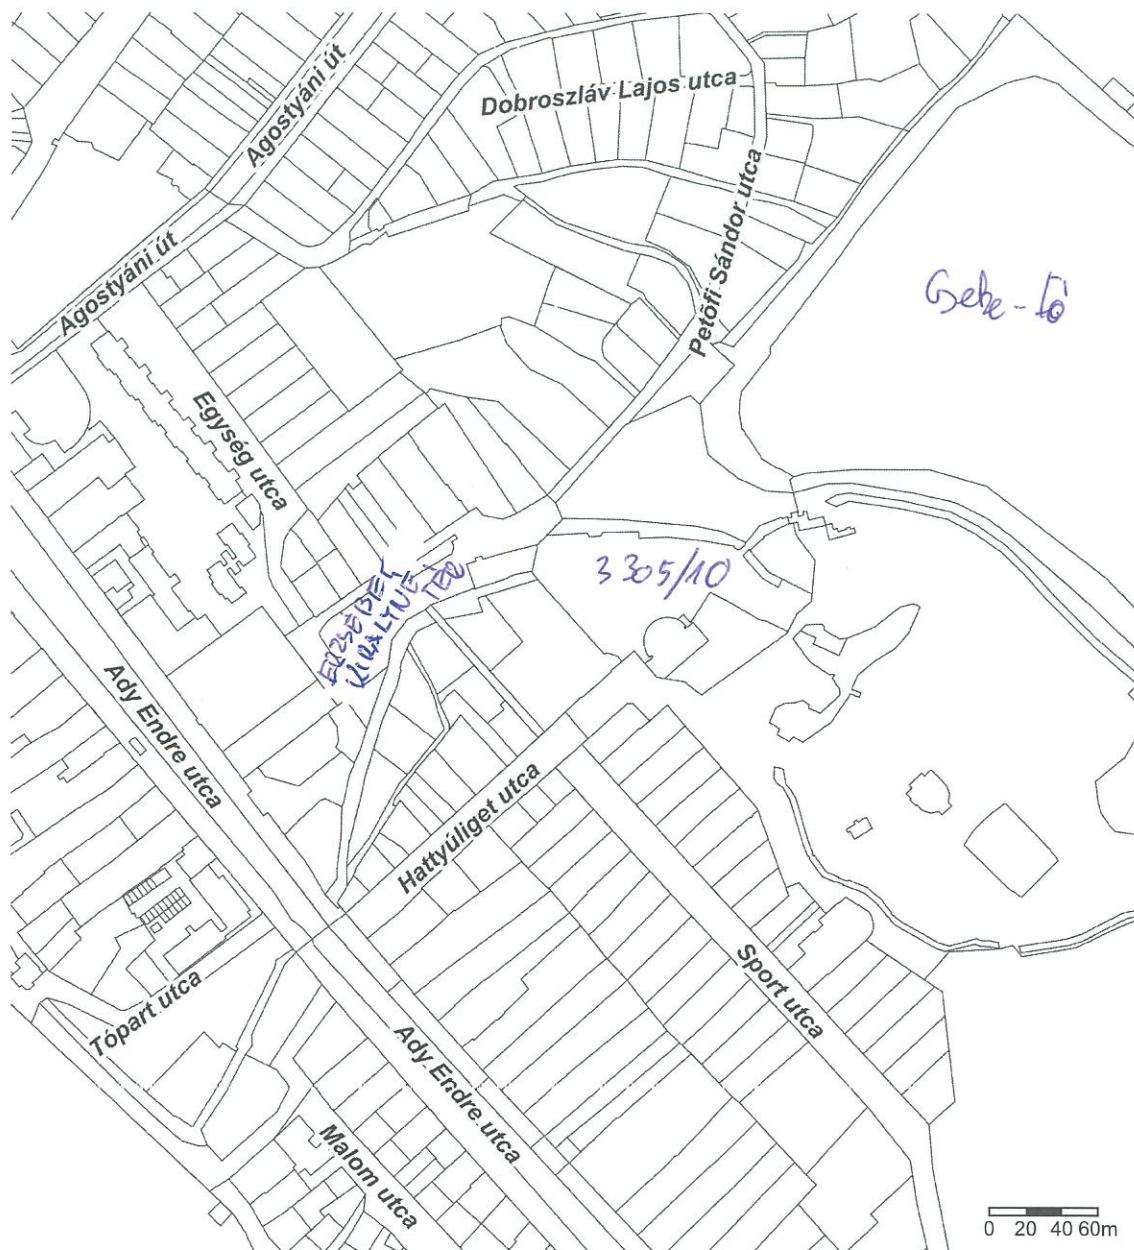 Agostyáni út
Dobroszláv Lajos utca
Petőfi Sándor utca
Agostyáni út
Cseke-tó
Egység utca
3305/10
ERZSÉBET
KIRÁLYNÉ
TÉR
Ady Endre utca
Hattyúliget utca
Sport utca
Tópart utca
Ady Endre utca
Malom utca
0 20 40 60m